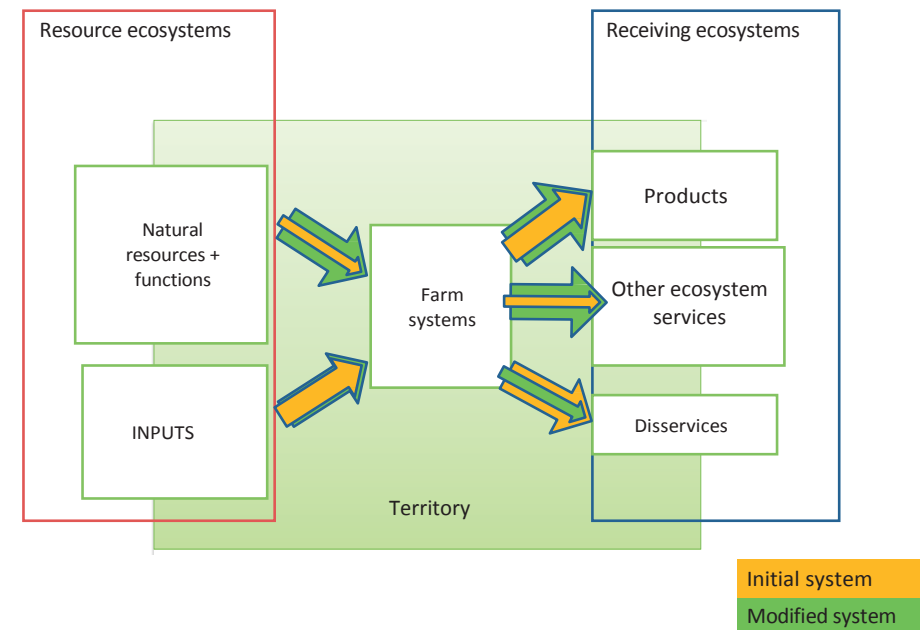 Resource ecosystems
Receiving ecosystems
Natural
resources +
functions
Products
Farm
systems
Other ecosystem
services
INPUTS
Disservices
Territory
Initial system
Modified system